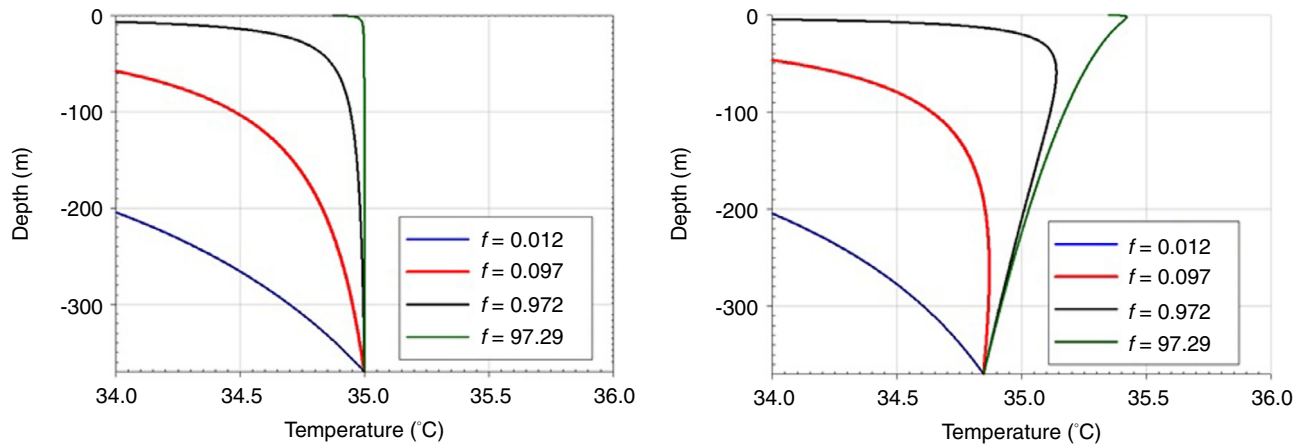 0
-100
-200
-300
Depth (m)
34.0 34.5 35.0 35.5 36.0
Temperature (°C)
f = 0.012
f = 0.097
f = 0.972
f = 97.29
0
-100
-200
-300
Depth (m)
34.0 34.5 35.0 35.5 36.0
Temperature (°C)
f = 0.012
f = 0.097
f = 0.972
f = 97.29